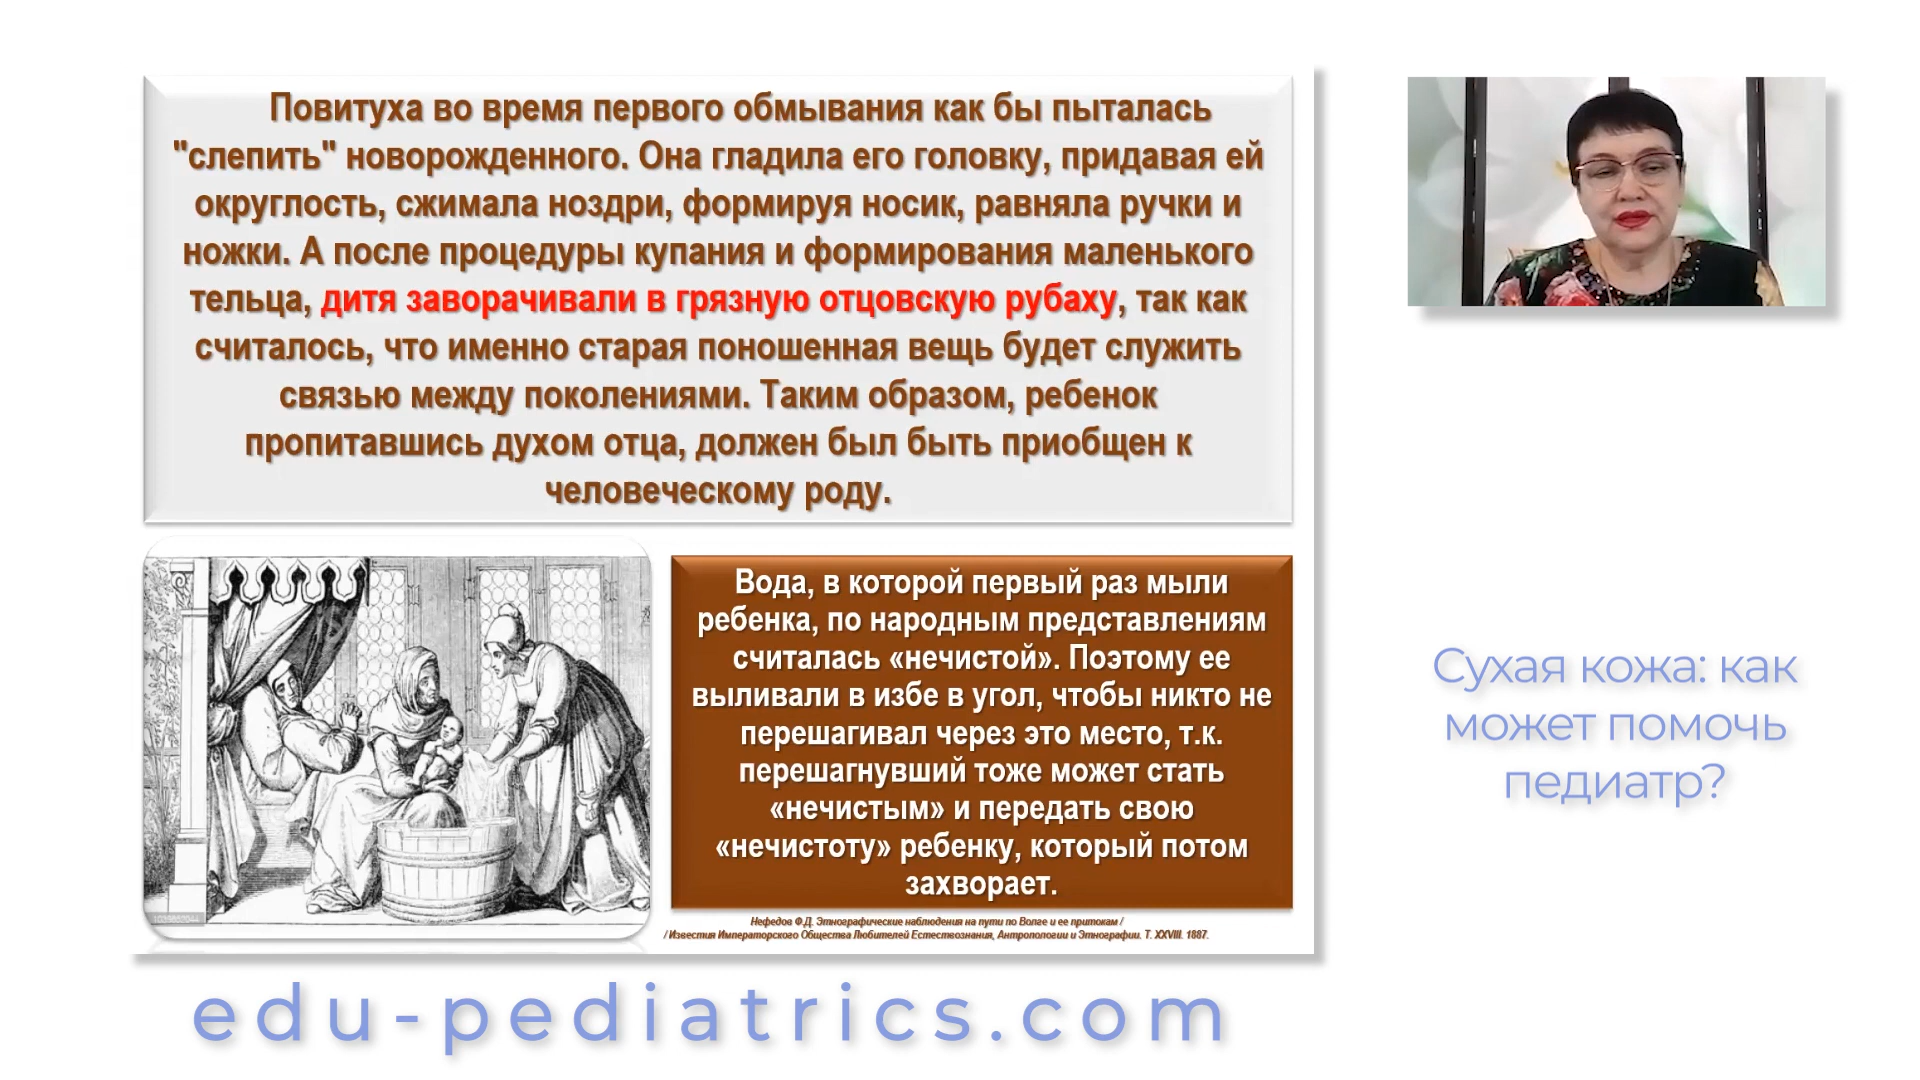 Повитуха во время первого обмывания как бы пыталась
"слепить" новорожденного. Она гладила его головку, придавая ей
округлость, сжимала ноздри, формируя носик, равняла ручки и
ножки. А после процедуры купания и формирования маленького
тельца, дитя заворачивали в грязную отцовскую рубаху, так как
считалось, что именно старая поношенная вещь будет служить
связью между поколениями. Таким образом, ребенок
пропитавшись духом отца, должен был быть приобщен к
человеческому роду.
Вода, в которой первый раз мыли
ребенка, по народным представлениям
считалась «нечистой». Поэтому ее
выливали в избе в угол, чтобы никто не
перешагивал через это место, т.к.
перешагнувший тоже может стать
«нечистым» и передать свою
«нечистоту» ребенку, который потом
захворает.
Нефедов Ф.Д. Этнографические наблюдения на пути по Волге и ее притокам /
/ Известия Императорского Общества Любителей Естествознания, Антропологии и Этнографии. Т. XXVIII. 1887.
Сухая кожа: как
может помочь
педиатр?
edu-pediatrics.com